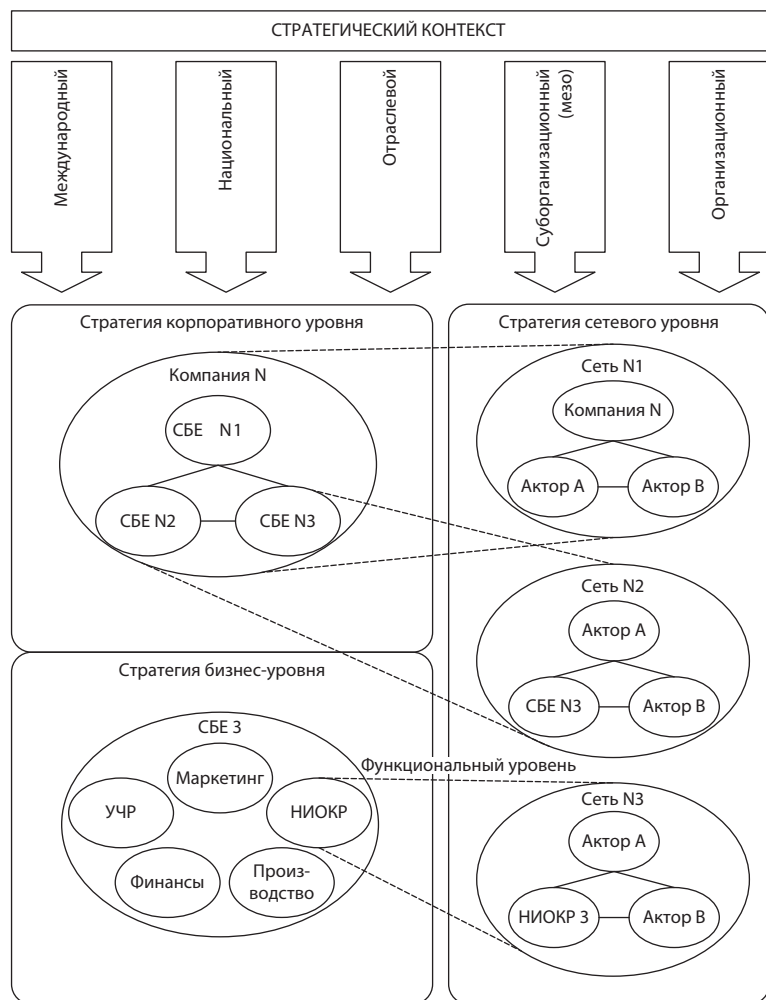 СТРАТЕГИЧЕСКИЙ КОНТЕКСТ
Международный
Национальный
Отраслевой
Суборганизационный
(мезо)
Организационный
Стратегия корпоративного уровня
Компания N
СБЕ N1
СБЕ N2
СБЕ N3
Стратегия бизнес-уровня
СБЕ 3
Маркетинг
УЧР
НИОКР
Финансы
Произ-
водство
Функциональный уровень
Стратегия сетевого уровня
Сеть N1
Компания N
Актор А
Актор В
Сеть N2
Актор А
СБЕ N3
Актор В
Сеть N3
Актор А
НИОКР 3
Актор В